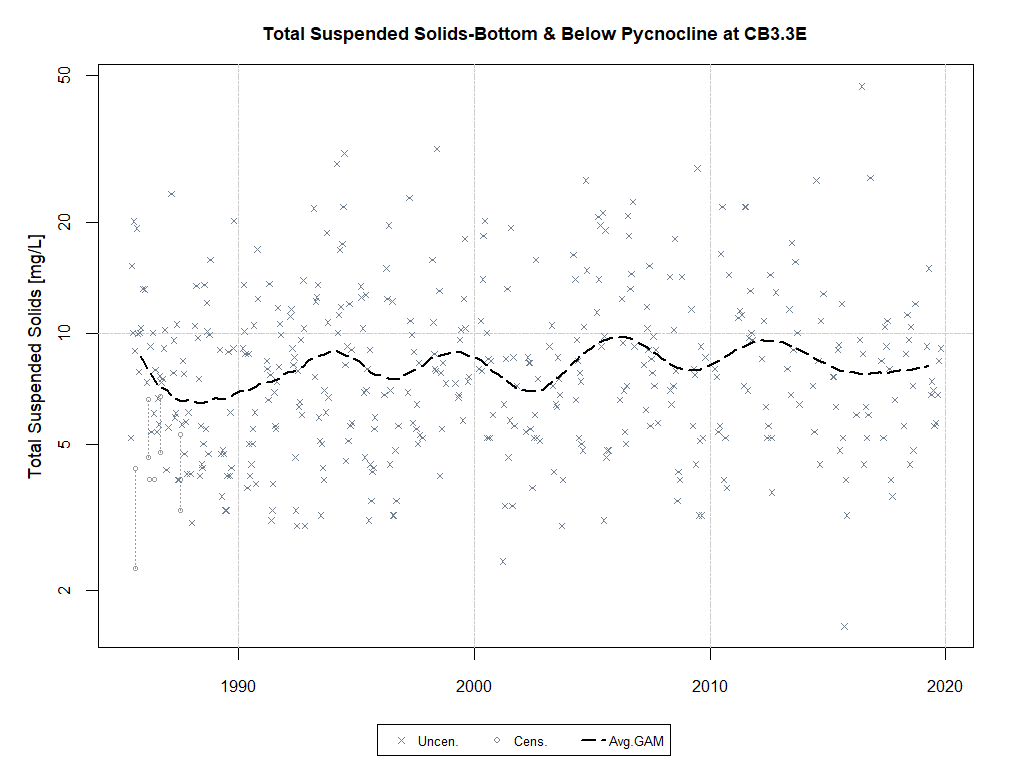 Total Suspended Solids-Bottom & Below Pycnocline at CB3.3E
Total Suspended Solids [mg/L]
50
20
10
5
2
1990 2000 2010 2020
Uncen. Cens. Avg.GAM